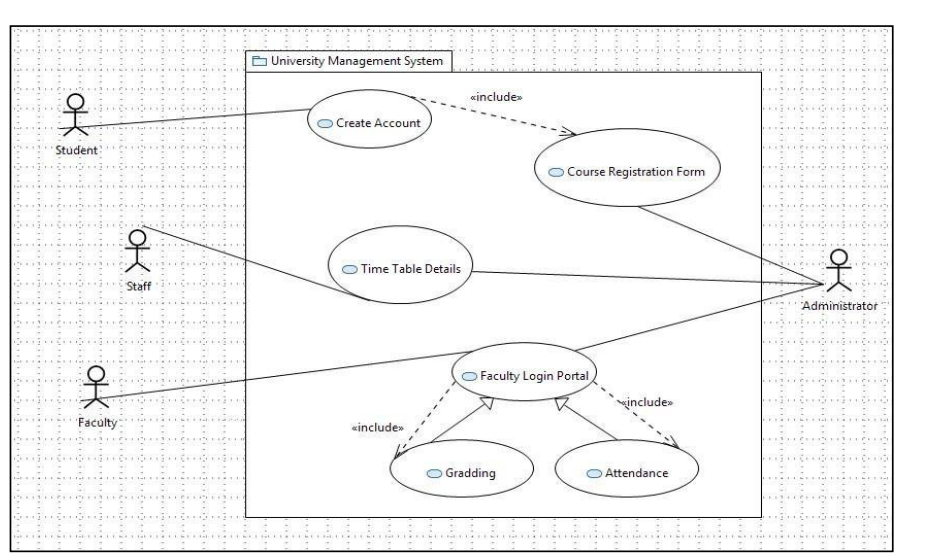 University Management System
«include»
Create Account
Student
Course Registration Form
Time Table Details
Staff
Administrator
Faculty Login Portal
«include»
Faculty
«include»
Gradding
Attendance